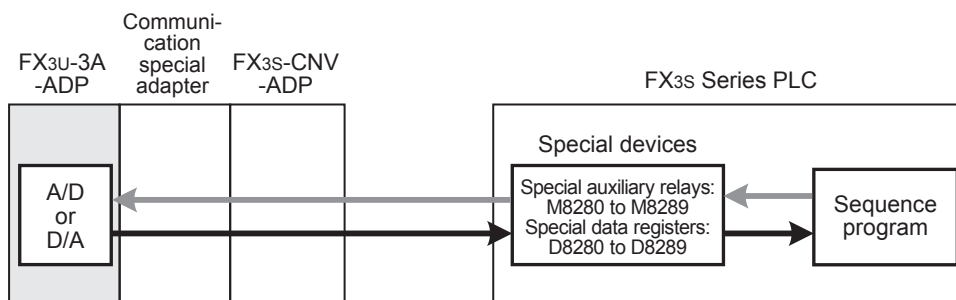 Communi-
cation
special
adapter
FX3U-3A
-ADP
FX3S-CNV
-ADP
FX3S Series PLC
Special devices
A/D
or
D/A
Special auxiliary relays:
M8280 to M8289
Special data registers:
D8280 to D8289
Sequence
program